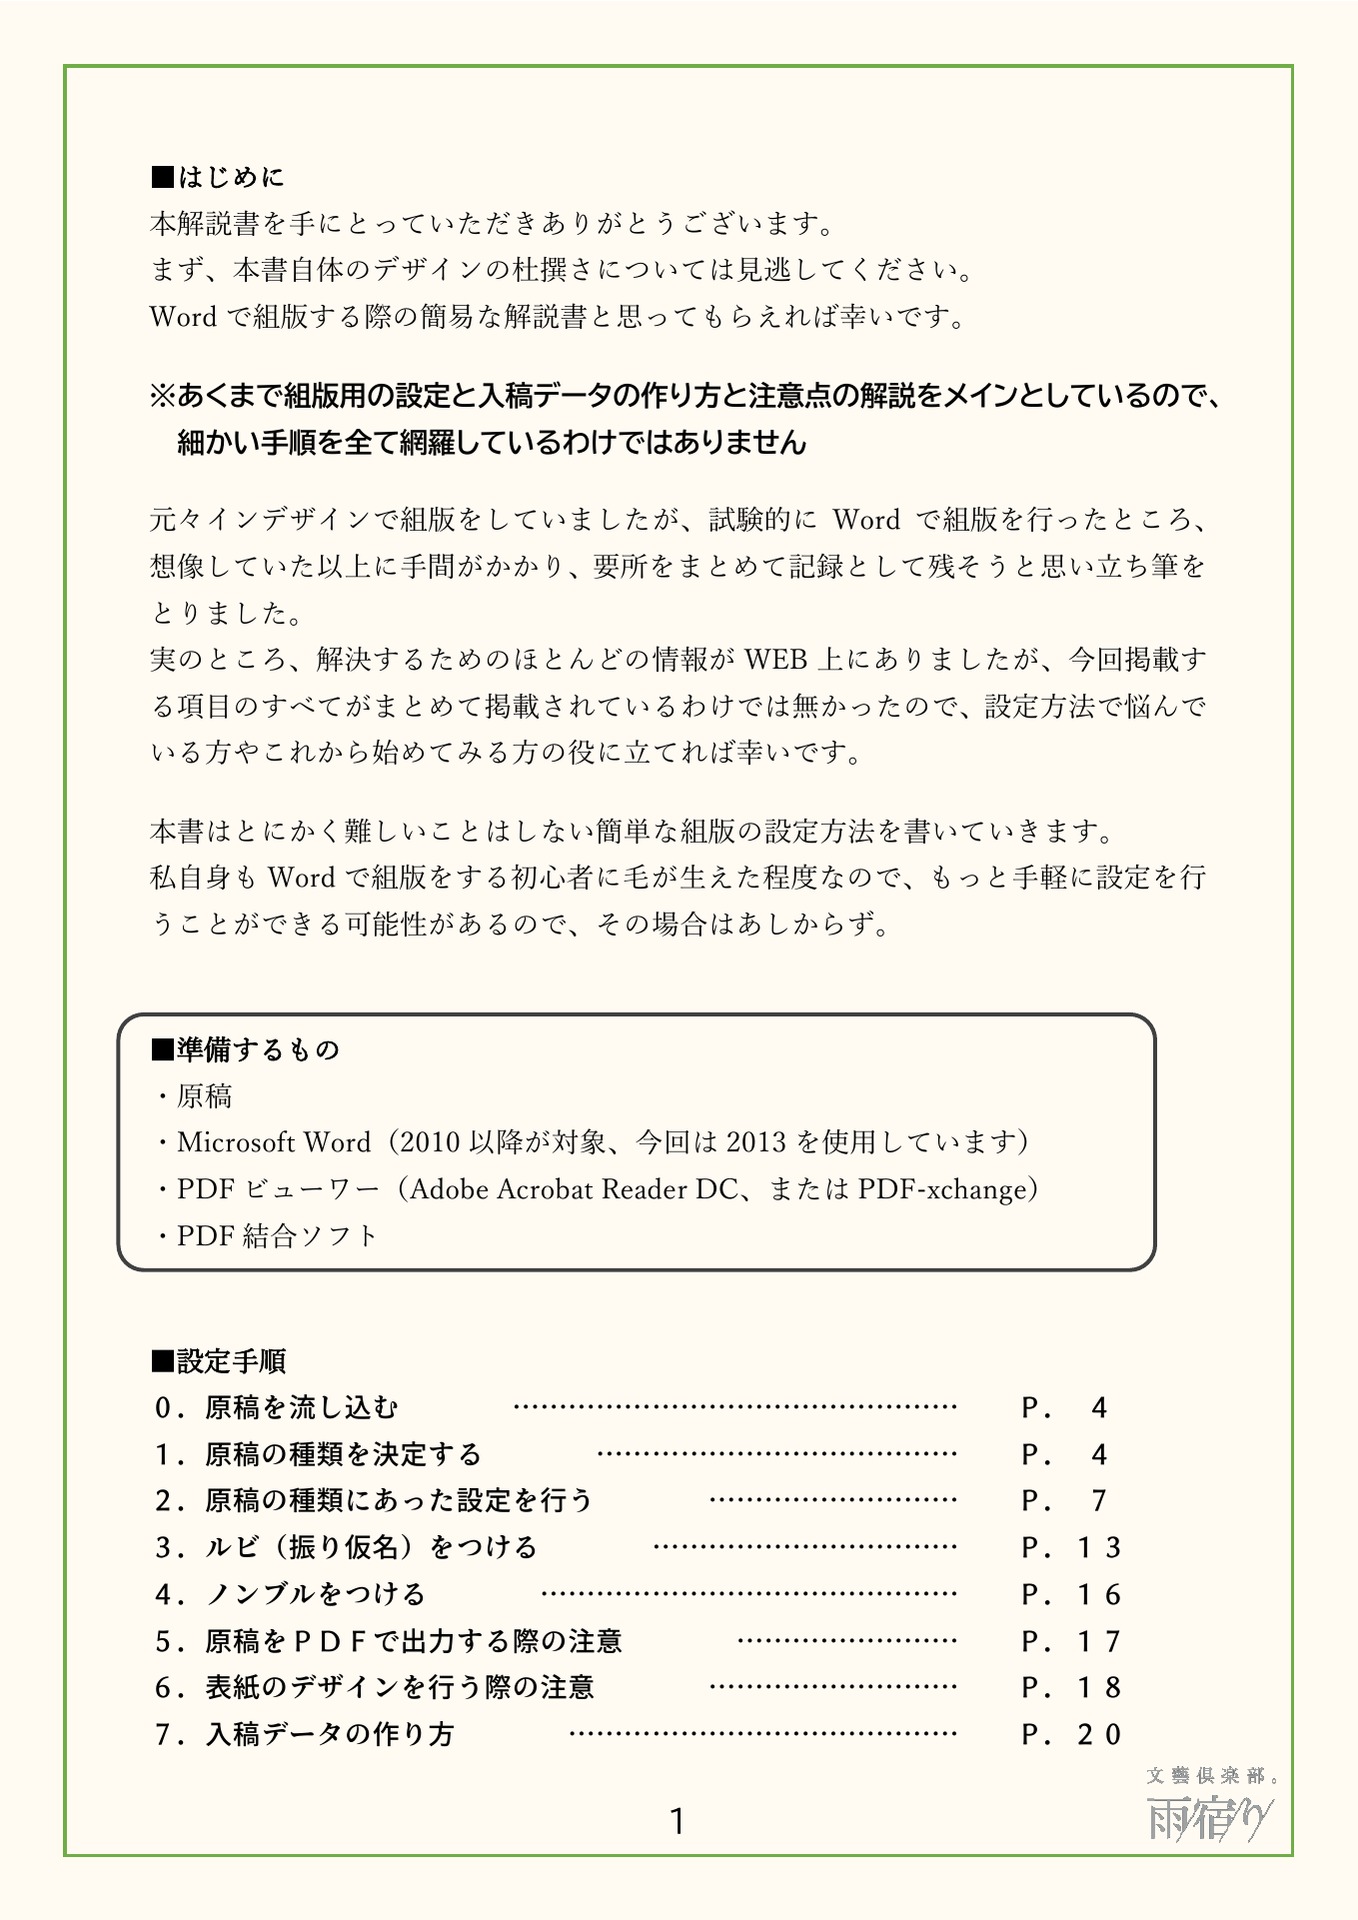 ■はじめに
本解説書を手にとっていただきありがとうございます。
まず、本書自体のデザインの杜撰さについては見逃してください。
Word で組版する際の簡易な解説書と思ってもらえれば幸いです。
※あくまで組版用の設定と入稿データの作り方と注意点の解説をメインとしているので、
細かい手順を全て網羅しているわけではありません
元々インデザインで組版をしていましたが、試験的に Word で組版を行ったところ、
想像していた以上に手間がかかり、要所をまとめて記録として残そうと思い立ち筆を
とりました。
実のところ、解決するためのほとんどの情報が WEB 上にありましたが、今回掲載す
る項目のすべてがまとめて掲載されているわけでは無かったので、設定方法で悩んで
いる方やこれから始めてみる方の役に立てれば幸いです。
本書はとにかく難しいことはしない簡単な組版の設定方法を書いていきます。
私自身も Word で組版をする初心者に毛が生えた程度なので、もっと手軽に設定を行
うことができる可能性があるので、その場合はあしからず。
■準備するもの
・原稿
・Microsoft Word（2010 以降が対象、今回は 2013 を使用しています）
・PDF ビューワー（Adobe Acrobat Reader DC、または PDF-xchange）
・PDF 結合ソフト
■設定手順
０．原稿を流し込む ……………………………………… Ｐ． ４
１．原稿の種類を決定する ……………………………… Ｐ． ４
２．原稿の種類にあった設定を行う …………………… Ｐ． ７
３．ルビ（振り仮名）をつける ………………………… Ｐ．１３
４．ノンブルをつける …………………………………… Ｐ．１６
５．原稿をＰＤＦで出力する際の注意 ………………… Ｐ．１７
６．表紙のデザインを行う際の注意 …………………… Ｐ．１８
７．入稿データの作り方 ………………………………… Ｐ．２０
文藝倶楽部。
雨宿り
1